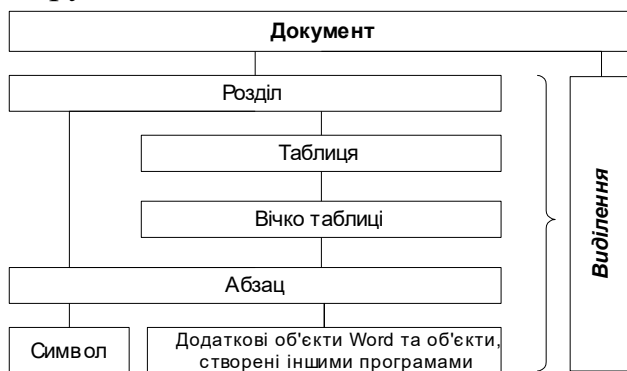 Документ
Розділ
Таблиця
Вічко таблиці
Виділення
Абзац
Символ
Додаткові об'єкти Word та об'єкти,
створені іншими програмами